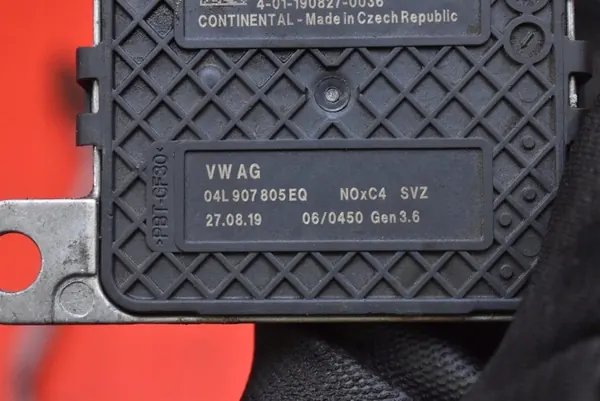 4-01-190827-0036
CONTINENTAL - Made in Czech Republic
>PBT-GF30<
VW AG
04L 907 805 EQ NOxC4 SVZ
27.08.19 06/0450 Gen 3.6